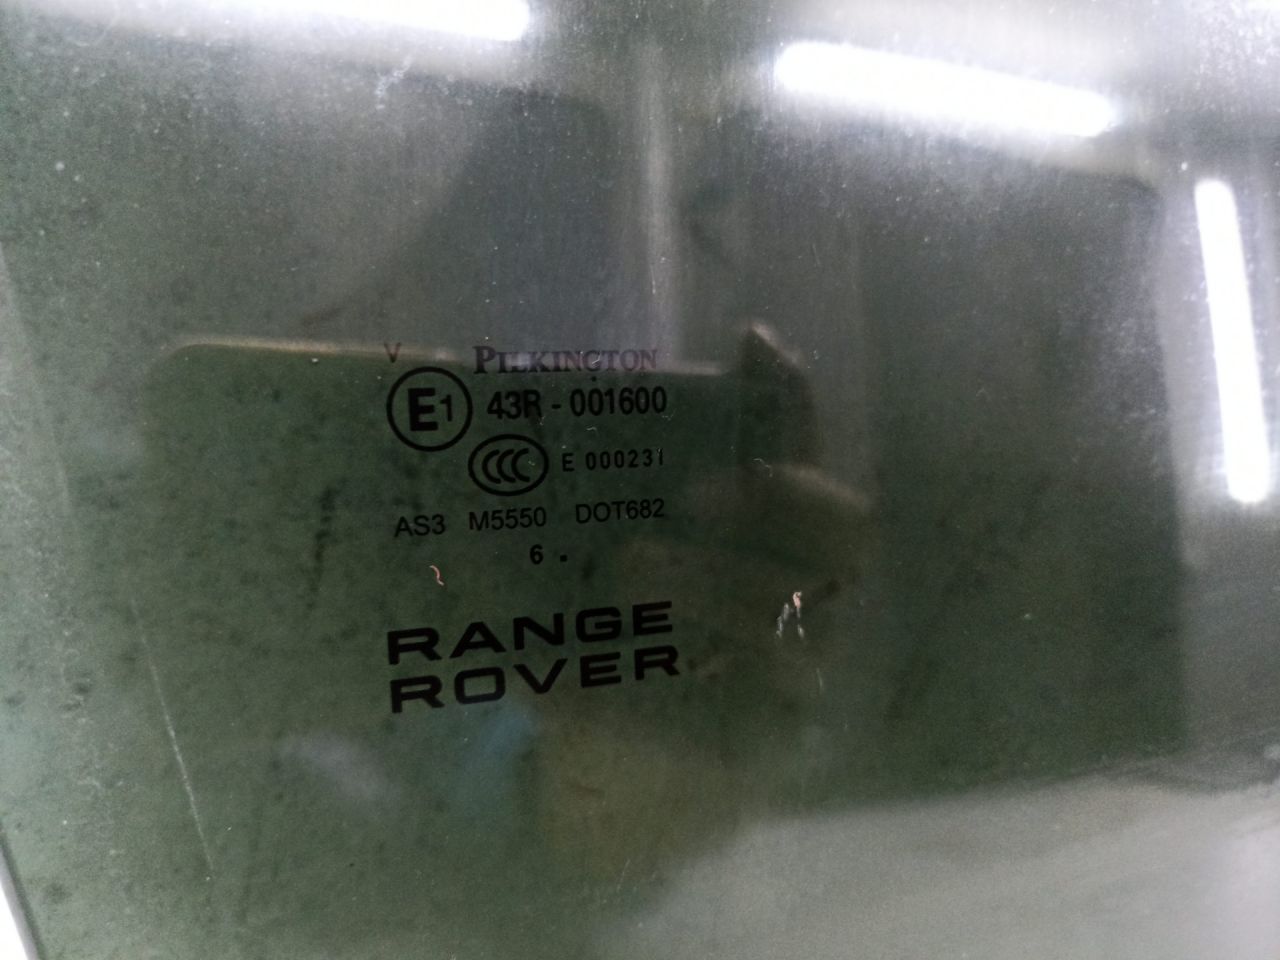 V PILKINGTON
E1 43R - 001600
CCC E 000231
AS3 M5550 DOT682
6 .
RANGE
ROVER